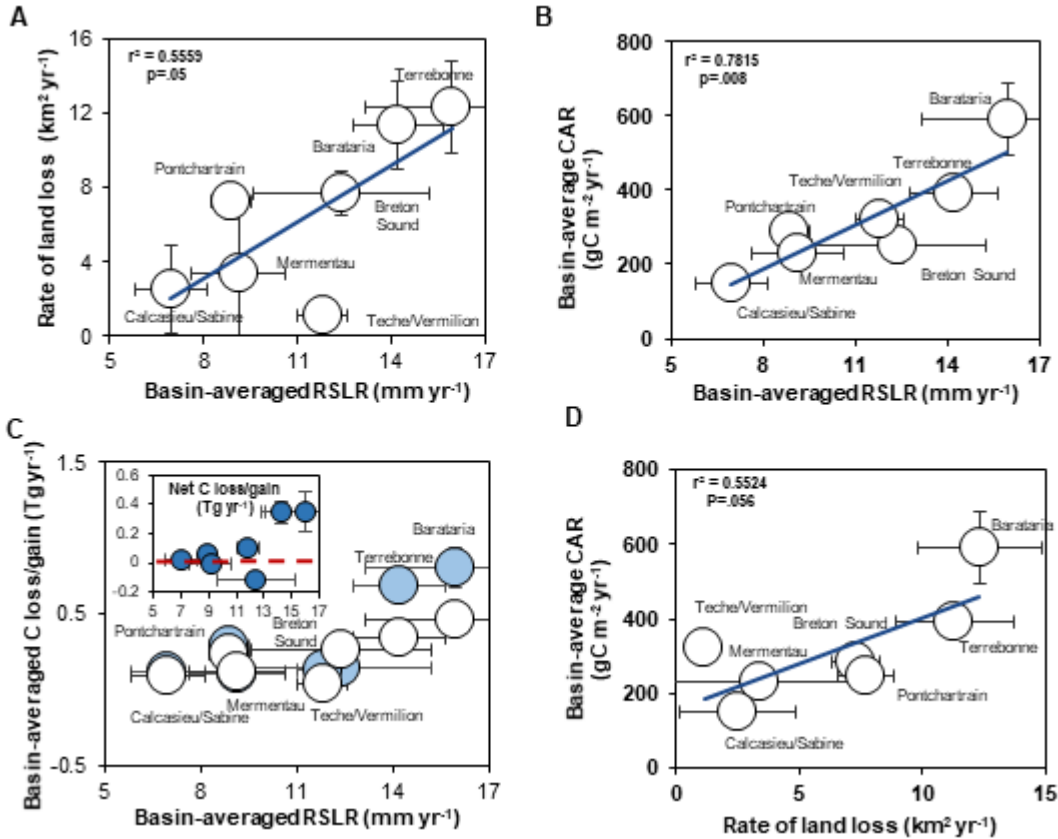 A
r² = 0.5559
p=.05
Rate of land loss (km² yr⁻¹)
16
12
8
4
0
Terrebonne
Barataria
Pontchartrain
Breton
Sound
Mermentau
Calcasieu/Sabine
Teche/Vermilion
5
8
11
14
17
Basin-averaged RSLR (mm yr⁻¹)
B
r² = 0.7815
p=.008
Basin-average CAR
(gC m⁻² yr⁻¹)
800
600
400
200
0
Barataria
Terrebonne
Teche/Vermilion
Pontchartrain
Mermentau
Breton Sound
Calcasieu/Sabine
5
8
11
14
17
Basin-averaged RSLR (mm yr⁻¹)
C
Basin-averaged C loss/gain (Tg yr⁻¹)
1.5
0.5
-0.5
0.6
0.4
0.2
0
-0.2
Net C loss/gain
(Tg yr⁻¹)
5
7
9
11
13
15
17
Barataria
Terrebonne
Breton
Sound
Pontchartrain
Mermentau
Calcasieu/Sabine
Teche/Vermilion
5
8
11
14
17
Basin-averaged RSLR (mm yr⁻¹)
D
r² = 0.5524
P=.056
Basin-average CAR
(gC m⁻² yr⁻¹)
800
600
400
200
0
Barataria
Teche/Vermilion
Breton Sound
Mermentau
Terrebonne
Pontchartrain
Calcasieu/Sabine
0
5
10
15
Rate of land loss (km² yr⁻¹)